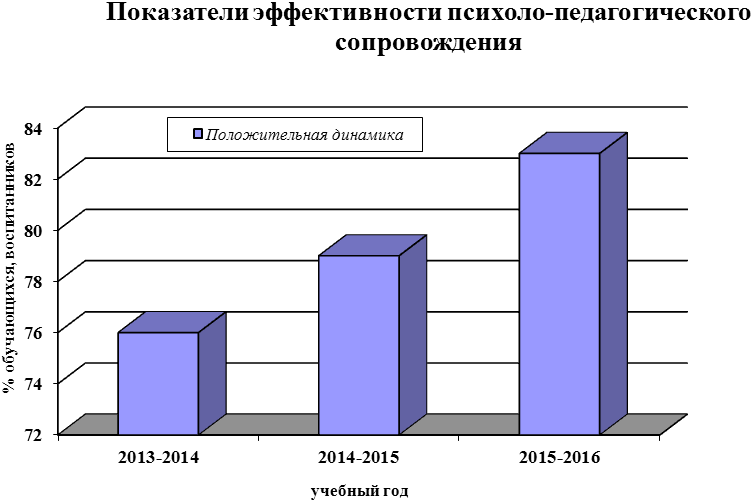 Показатели эффективности психоло-педагогического
сопровождения
Положительная динамика
% обучающихся, воспитанников
84
82
80
78
76
74
72
2013-2014
2014-2015
2015-2016
учебный год